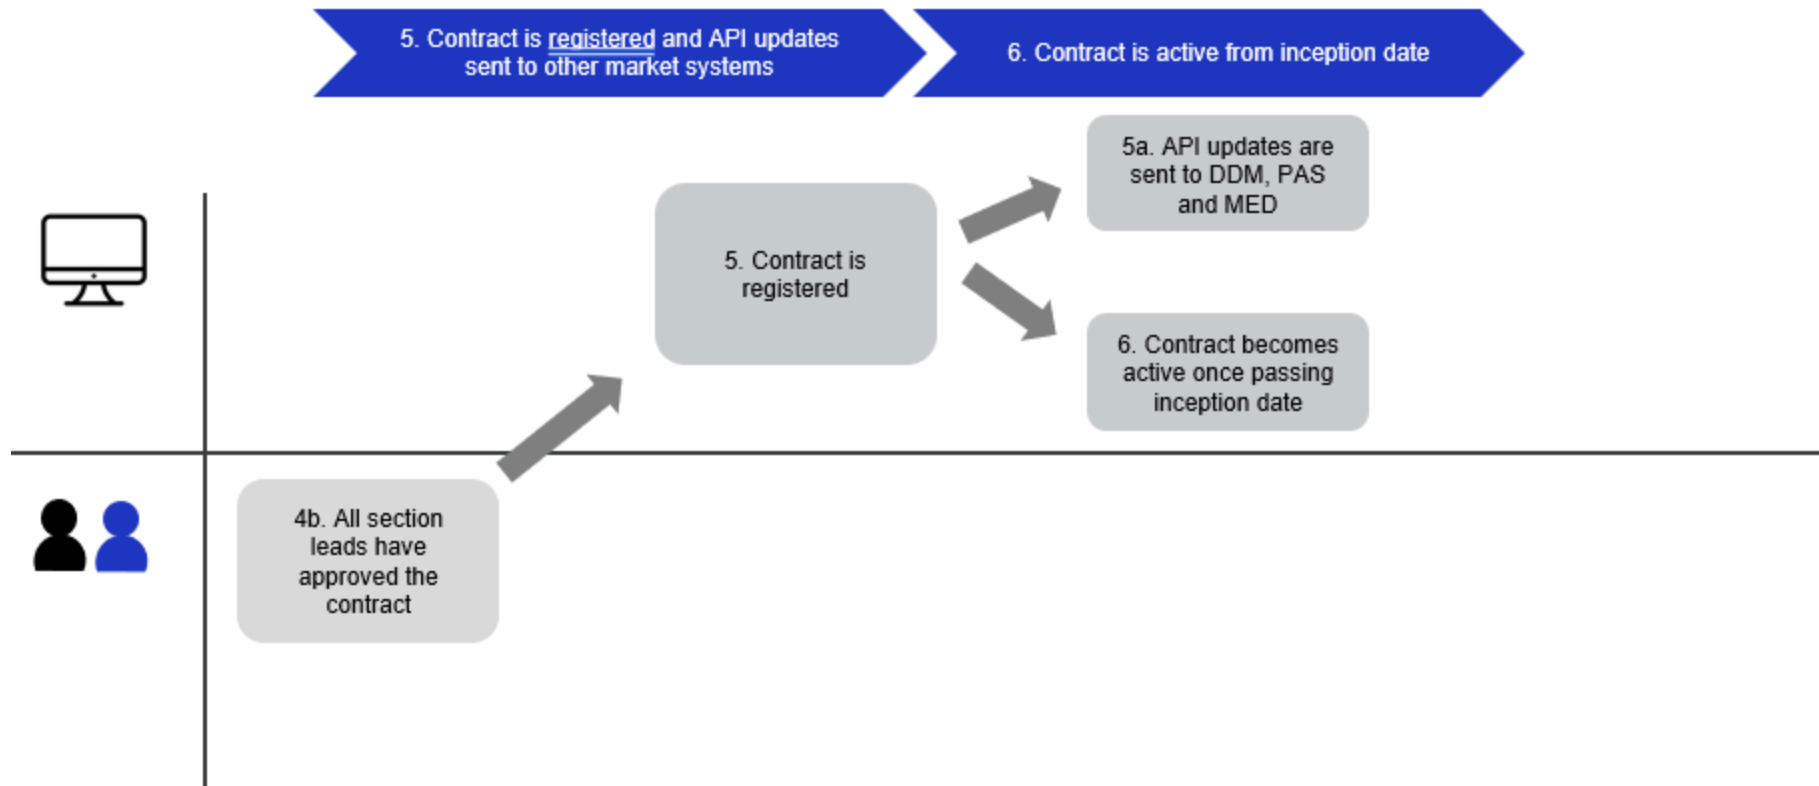 5. Contract is registered and API updates
sent to other market systems
6. Contract is active from inception date
5a. API updates are
sent to DDM, PAS
and MED
5. Contract is
registered
6. Contract becomes
active once passing
inception date
4b. All section
leads have
approved the
contract